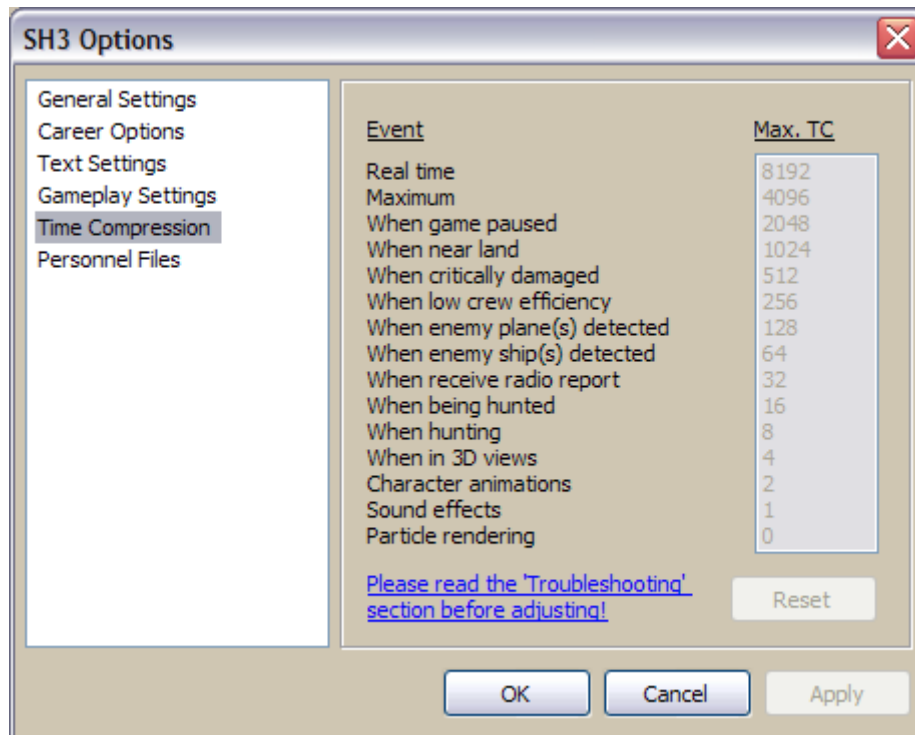 SH3 Options
General Settings
Career Options
Text Settings
Gameplay Settings
Time Compression
Personnel Files
Event Max. TC
Real time 8192
Maximum 4096
When game paused 2048
When near land 1024
When critically damaged 512
When low crew efficiency 256
When enemy plane(s) detected 128
When enemy ship(s) detected 64
When receive radio report 32
When being hunted 16
When hunting 8
When in 3D views 4
Character animations 2
Sound effects 1
Particle rendering 0
Please read the 'Troubleshooting'
section before adjusting!
Reset
OK Cancel Apply